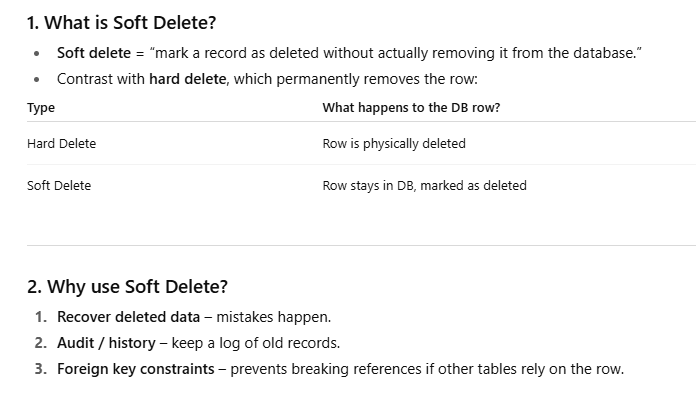 1. What is Soft Delete?
• Soft delete = “mark a record as deleted without actually removing it from the database.”
• Contrast with hard delete, which permanently removes the row:
Type What happens to the DB row?
Hard Delete Row is physically deleted
Soft Delete Row stays in DB, marked as deleted
2. Why use Soft Delete?
1. Recover deleted data – mistakes happen.
2. Audit / history – keep a log of old records.
3. Foreign key constraints – prevents breaking references if other tables rely on the row.